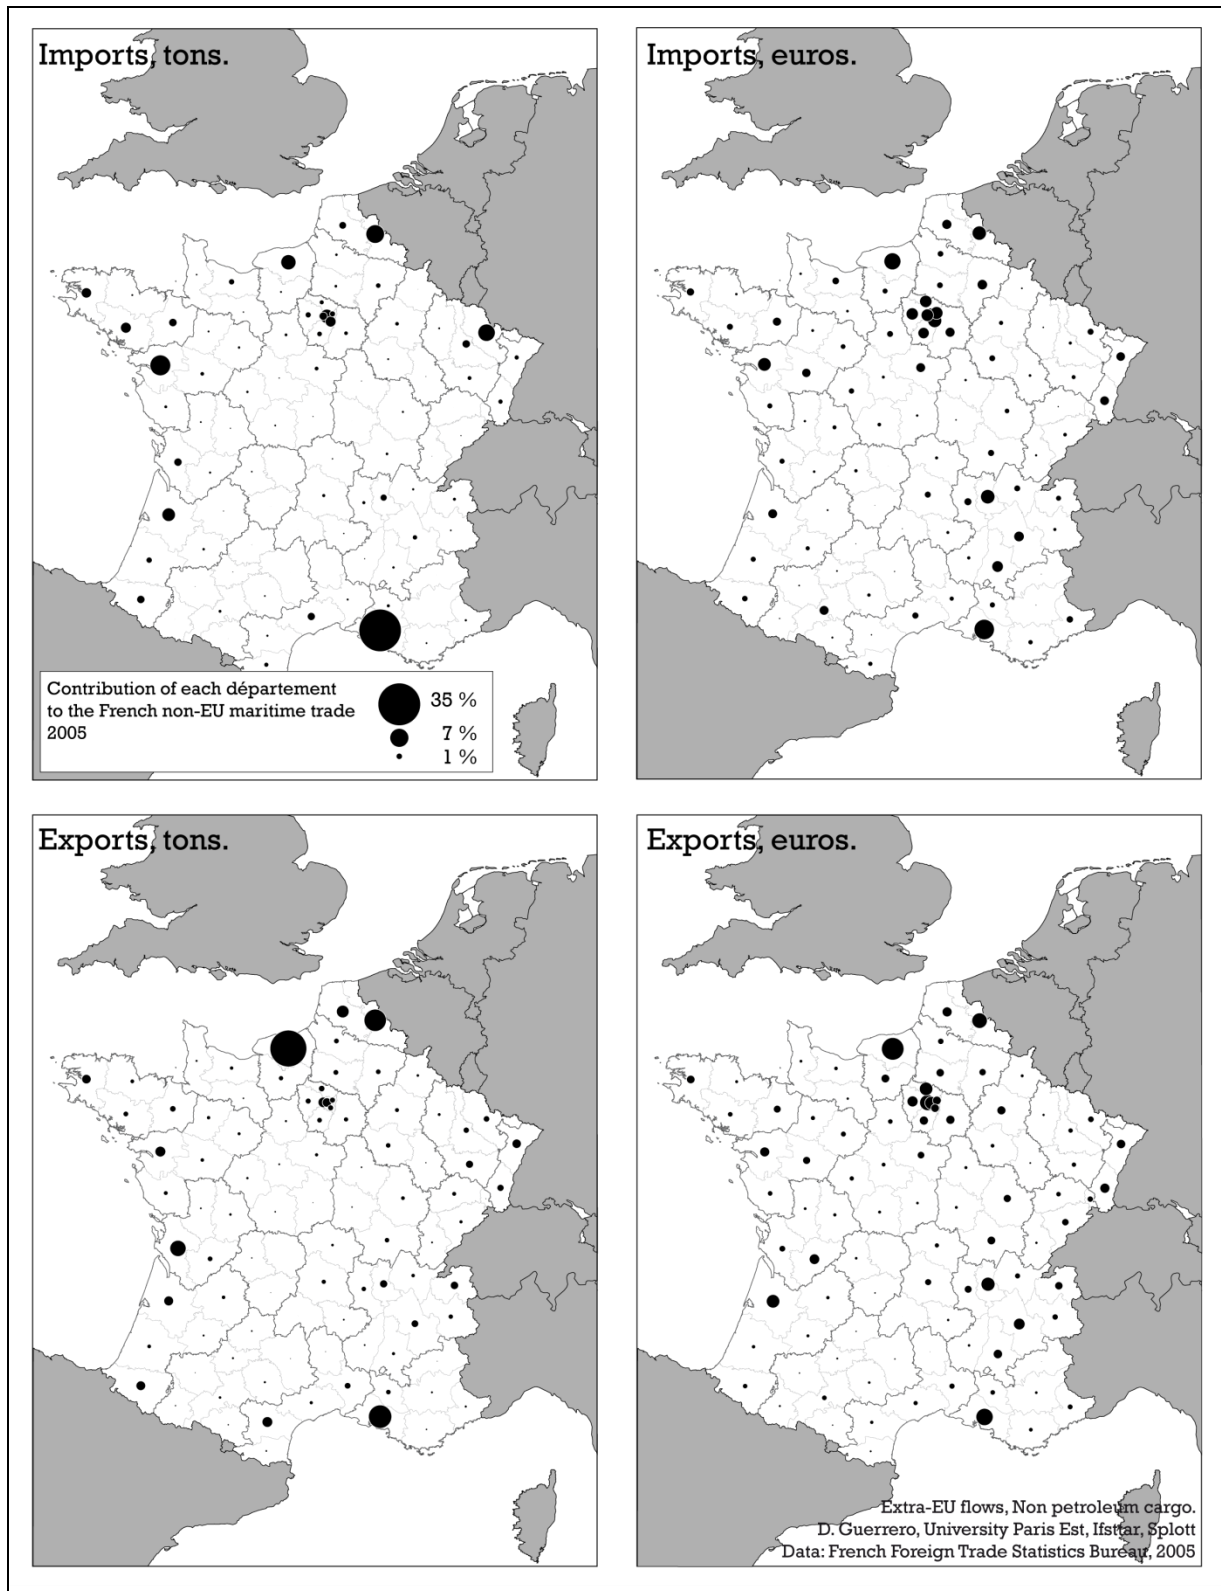 Imports, tons.
Imports, euros.
Contribution of each département
to the French non-EU maritime trade
2005
35 %
7 %
1 %
Exports, tons.
Exports, euros.
Extra-EU flows, Non petroleum cargo.
D. Guerrero, University Paris Est, Ifsttar, Splott
Data: French Foreign Trade Statistics Bureau, 2005